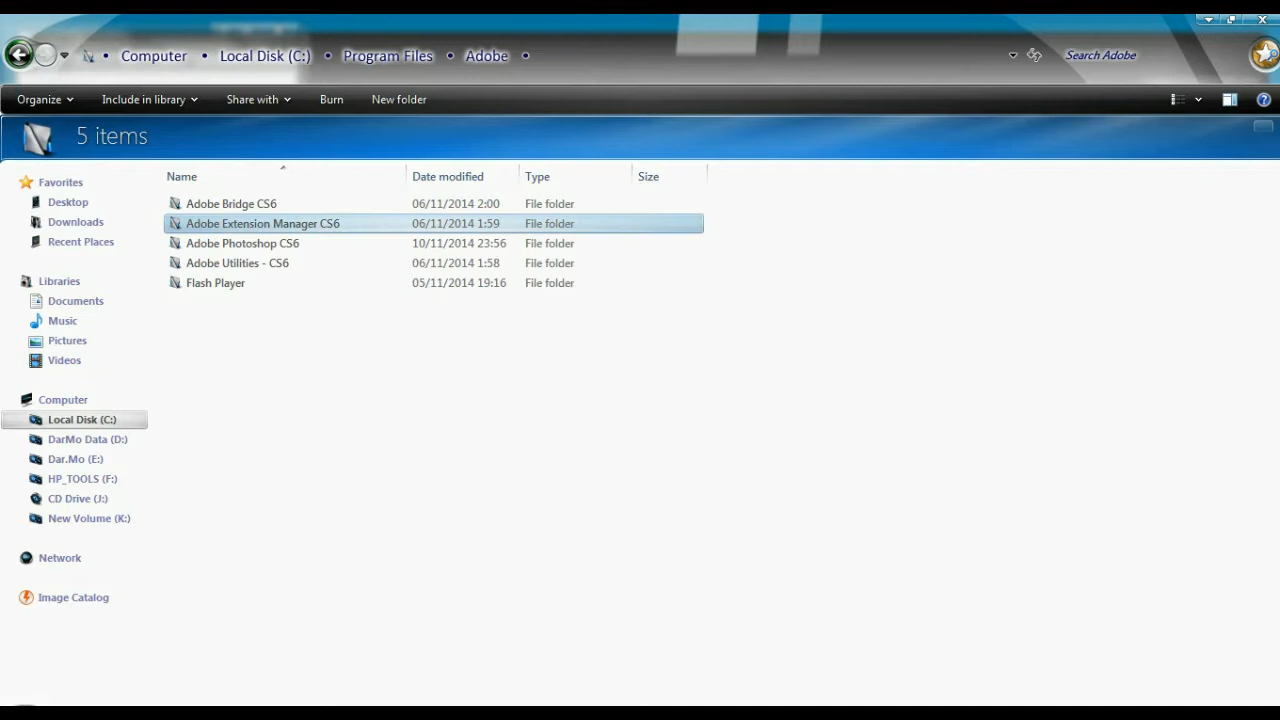 Computer • Local Disk (C:) • Program Files • Adobe •
Search Adobe
Organize Include in library Share with Burn New folder
5 items
Favorites
Desktop
Downloads
Recent Places
Libraries
Documents
Music
Pictures
Videos
Computer
Local Disk (C:)
DarMo Data (D:)
Dar.Mo (E:)
HP_TOOLS (F:)
CD Drive (J:)
New Volume (K:)
Network
Image Catalog
Name Date modified Type Size
Adobe Bridge CS6 06/11/2014 2:00 File folder
Adobe Extension Manager CS6 06/11/2014 1:59 File folder
Adobe Photoshop CS6 10/11/2014 23:56 File folder
Adobe Utilities - CS6 06/11/2014 1:58 File folder
Flash Player 05/11/2014 19:16 File folder